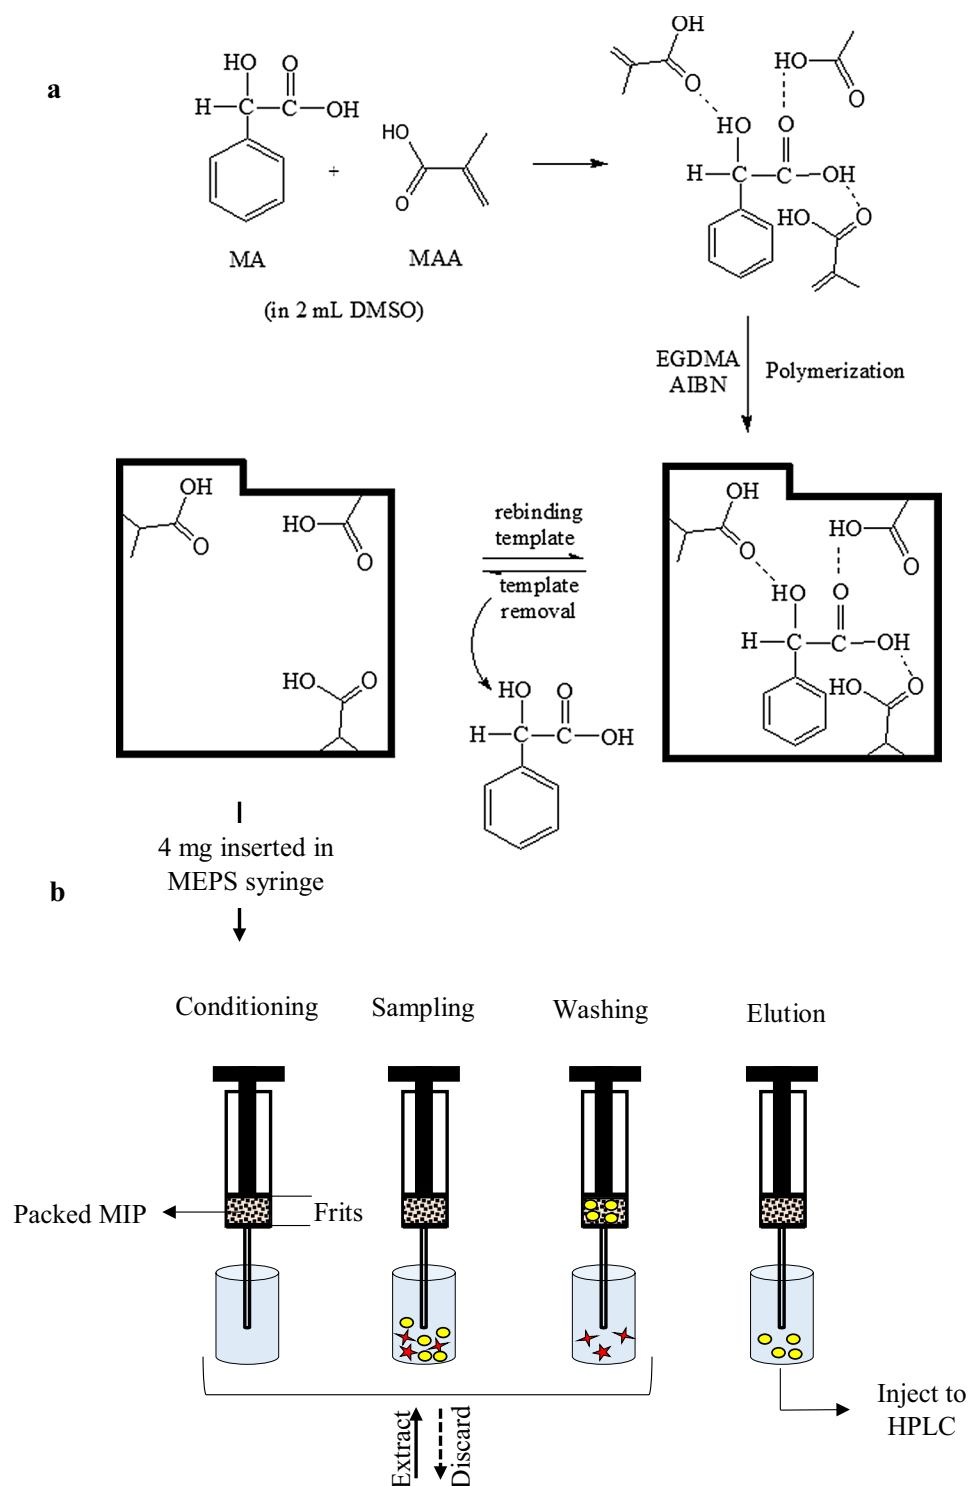 a
HO O
H C C OH
MA
+
HO
O
MAA
(in 2 mL DMSO)
OH
O
HO
O
HO O
H C C OH
HO O
EGDMA
AIBN
Polymerization
OH
O
HO
O
HO O
rebinding
template
template
removal
HO O
H C C OH
OH
O
HO
O
HO O
H C C OH
HO O
4 mg inserted in
MEPS syringe
b
Conditioning Sampling Washing Elution
Packed MIP
Frits
Extract
Discard
Inject to
HPLC